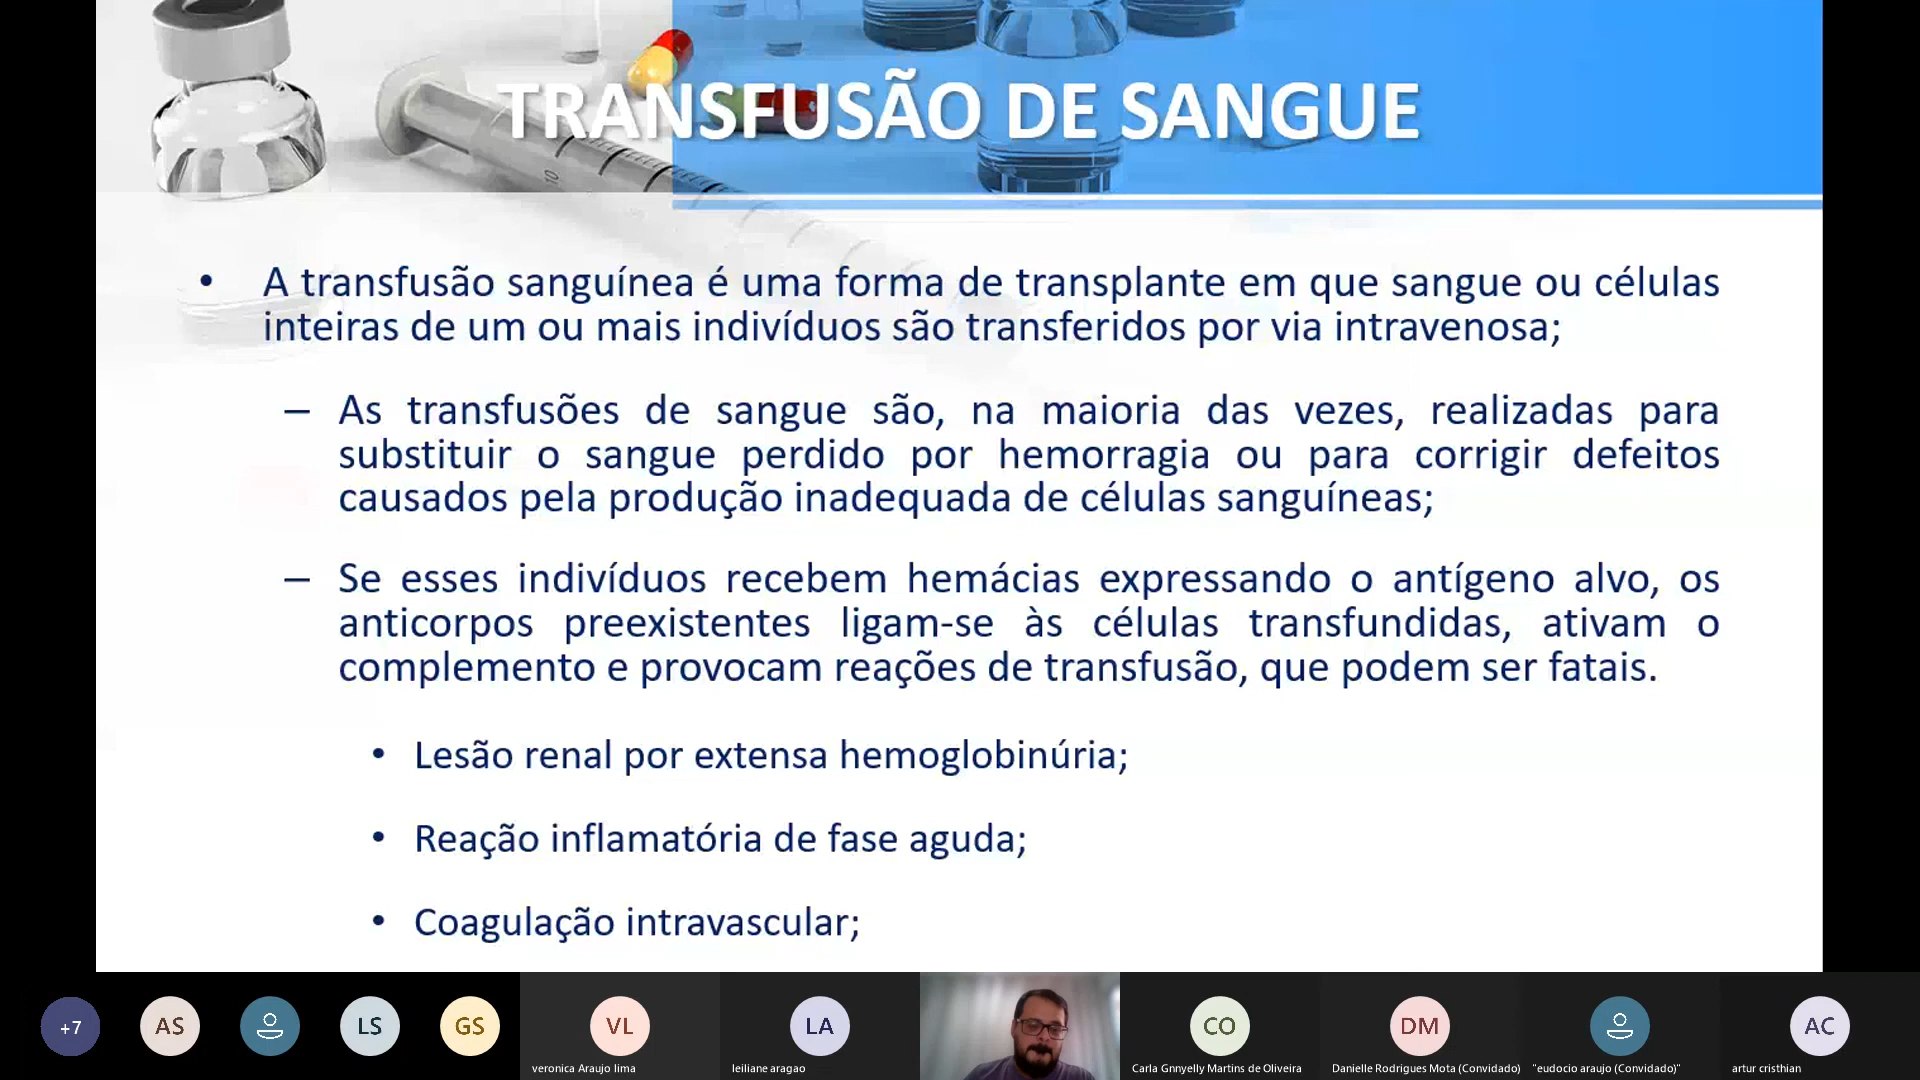 TRANSFUSÃO DE SANGUE
10
• A transfusão sanguínea é uma forma de transplante em que sangue ou células
inteiras de um ou mais indivíduos são transferidos por via intravenosa;
– As transfusões de sangue são, na maioria das vezes, realizadas para
substituir o sangue perdido por hemorragia ou para corrigir defeitos
causados pela produção inadequada de células sanguíneas;
– Se esses indivíduos recebem hemácias expressando o antígeno alvo, os
anticorpos preexistentes ligam-se às células transfundidas, ativam o
complemento e provocam reações de transfusão, que podem ser fatais.
• Lesão renal por extensa hemoglobinúria;
• Reação inflamatória de fase aguda;
• Coagulação intravascular;
+7
AS
LS
GS
VL
veronica Araujo lima
LA
leiliane aragao
CO
Carla Gnnyelly Martins de Oliveira
DM
Danielle Rodrigues Mota (Convidado)
"eudocio araujo (Convidado)"
AC
artur cristhian